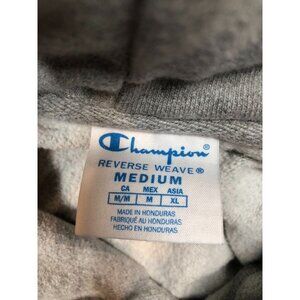 Champion®
REVERSE WEAVE®
MEDIUM
CA MEX ASIA
M/M M XL
MADE IN HONDURAS
FABRIQUÉ AU HONDURAS
HECHO EN HONDURAS